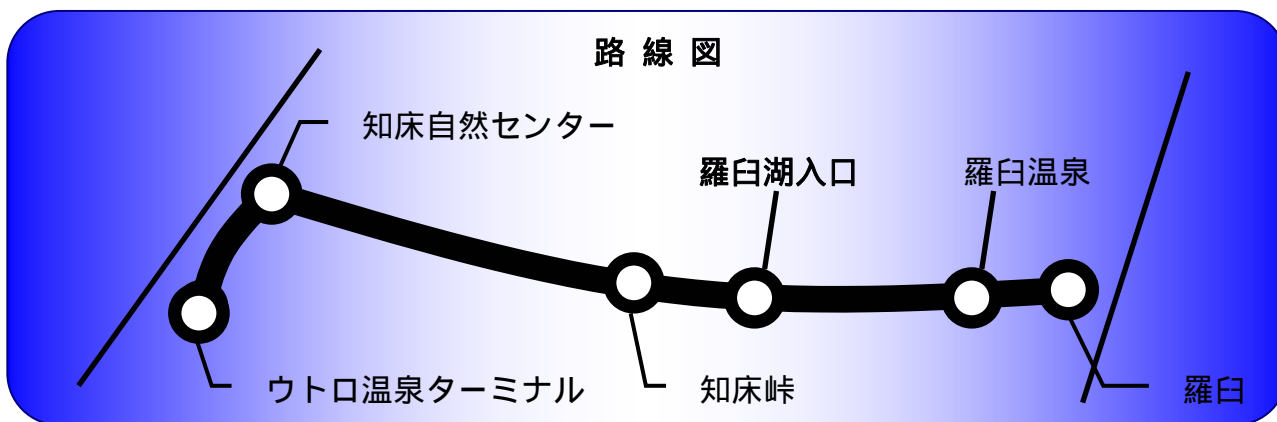 路線図
知床自然センター
羅臼湖入口
羅臼温泉
ウトロ温泉ターミナル
知床峠
羅臼